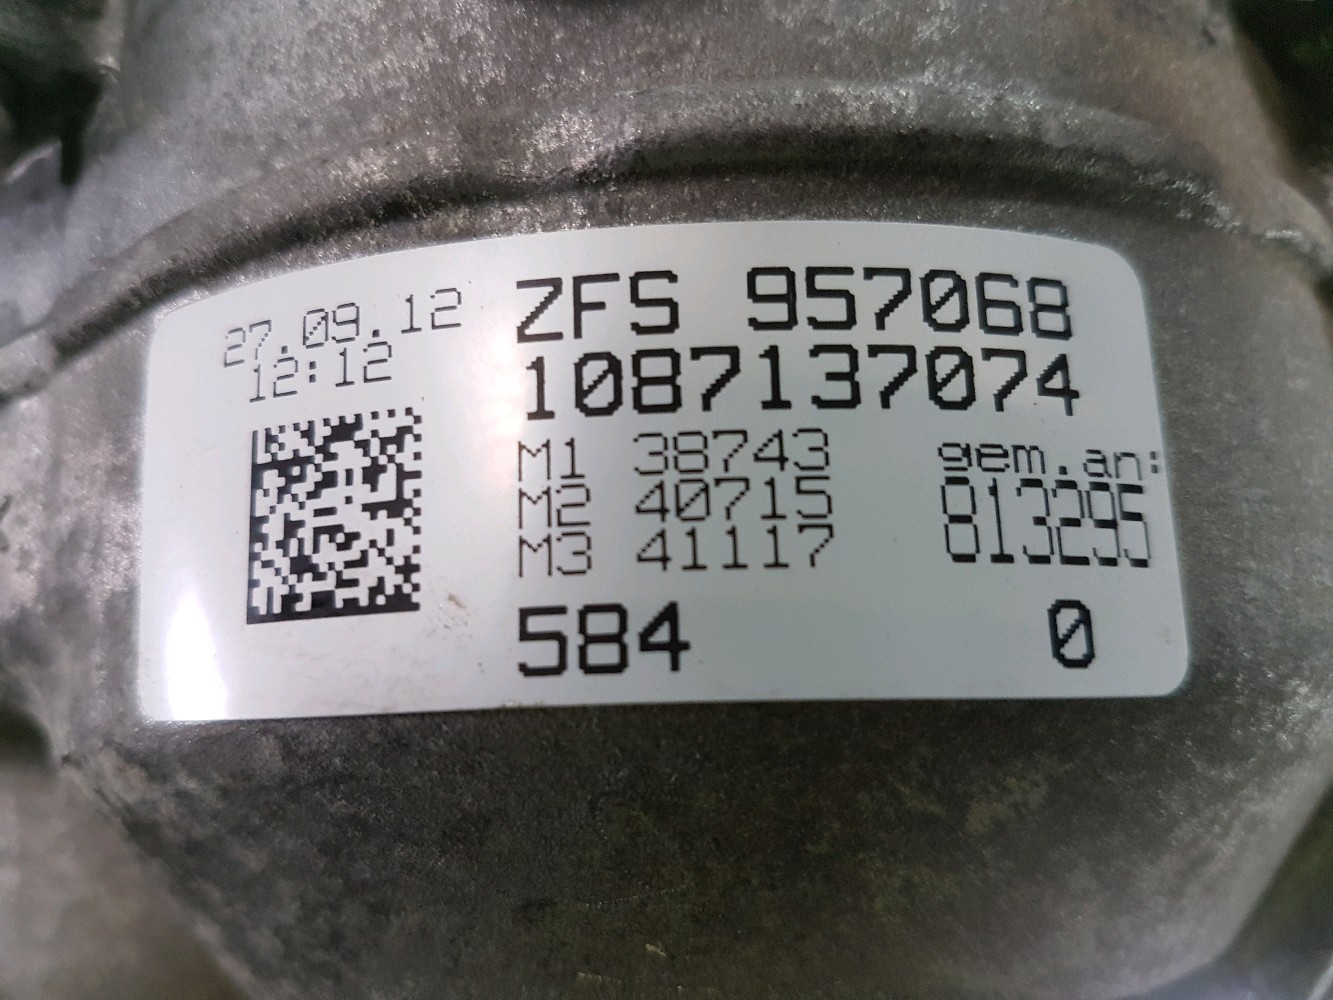 27.09.12
12:12
ZFS 957068
1087137074
M1 38743
M2 40715
M3 41117
gem.an:
813295
584 0